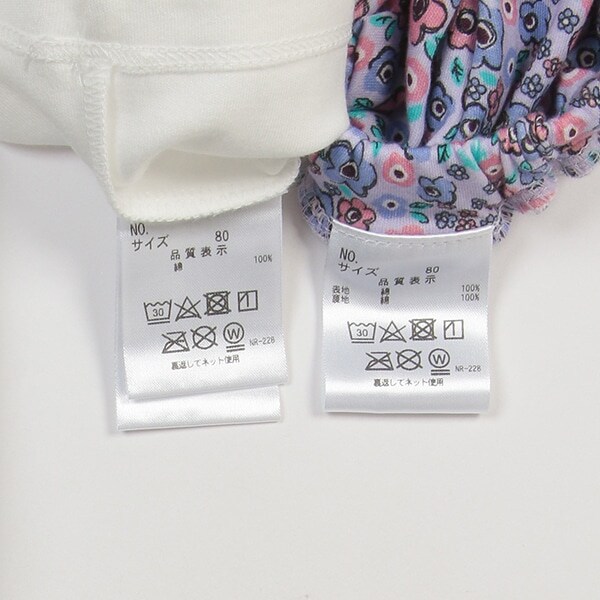 NO.
サイズ 80
品質表示
綿 100%
30
W
NR-228
裏返してネット使用
NO.
サイズ 80
品質表示
表地 綿 100%
裏地 綿 100%
30
W
NR-228
裏返してネット使用